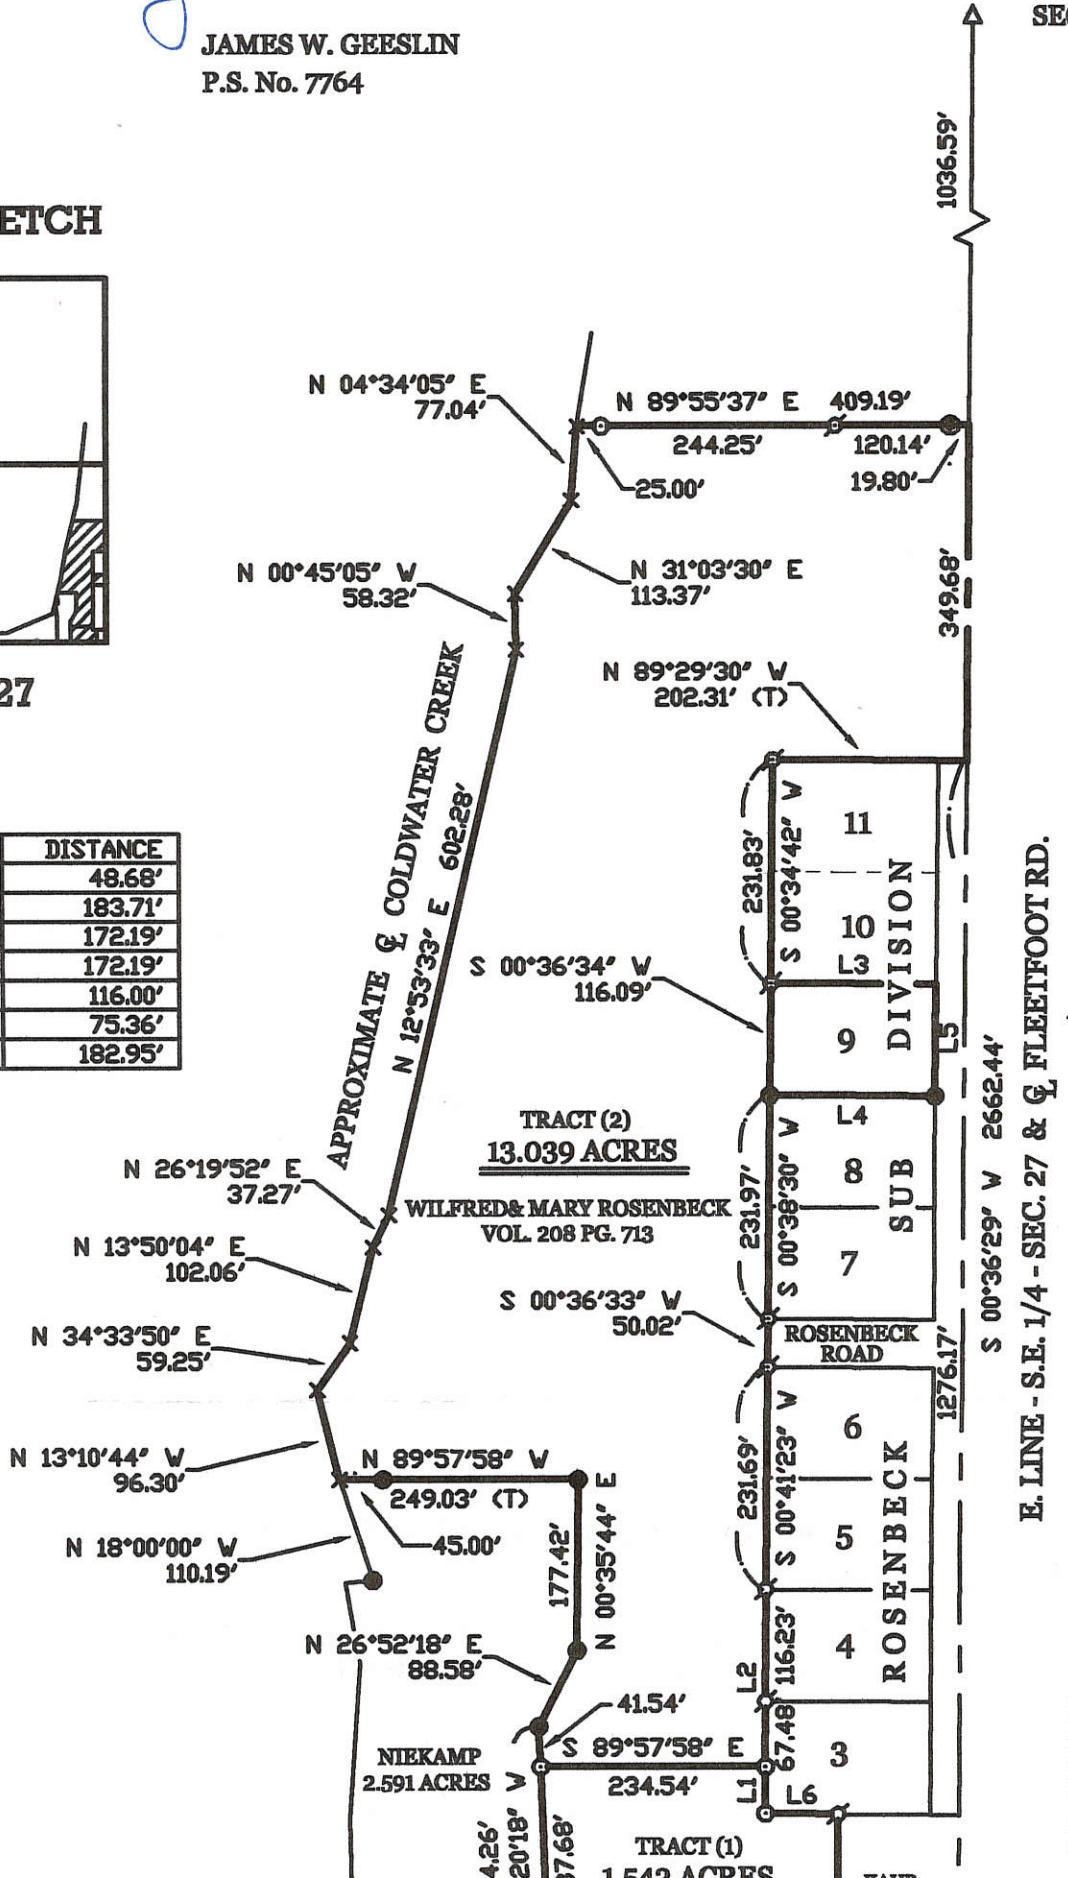 JAMES W. GEESLIN
P.S. No. 7764
1036.59'
ETCH
27
N 04°34'05" E
77.04'
N 89°55'37" E 409.19'
244.25'
120.14'
25.00'
19.80'
N 31°03'30" E
113.37'
N 00°45'05" W
58.32'
349.68'
N 89°29'30" W
202.31' (T)
APPROXIMATE ℄ COLDWATER CREEK
N 12°53'33" E 602.28'
DISTANCE
48.68'
183.71'
172.19'
172.19'
116.00'
75.36'
182.95'
231.83'
S 00°34'42" W
11
10
L3
S 00°36'34" W
116.09'
9
L5
L4
TRACT (2)
13.039 ACRES
WILFRED& MARY ROSENBECK
VOL. 208 PG. 713
231.97'
S 00°38'30" W
8
7
N 26°19'52" E
37.27'
N 13°50'04" E
102.06'
N 34°33'50" E
59.25'
S 00°36'33" W
50.02'
ROSENBECK
ROAD
1276.17'
S 00°36'29" W 2662.44'
E. LINE - S.E. 1/4 - SEC. 27 & ℄ FLEETFOOT RD.
ROSENBECK SUB DIVISION
N 13°10'44" W
96.30'
N 89°57'58" W
249.03' (T)
45.00'
N 18°00'00" W
110.19'
177.42'
N 00°35'44" E
231.69'
S 00°41'23" W
6
5
4
3
N 26°52'18" E
88.58'
41.54'
L2
116.23'
67.48'
NIEKAMP
2.591 ACRES
S 89°57'58" E
234.54'
L1
L6
TRACT (1)
1.542 ACRES